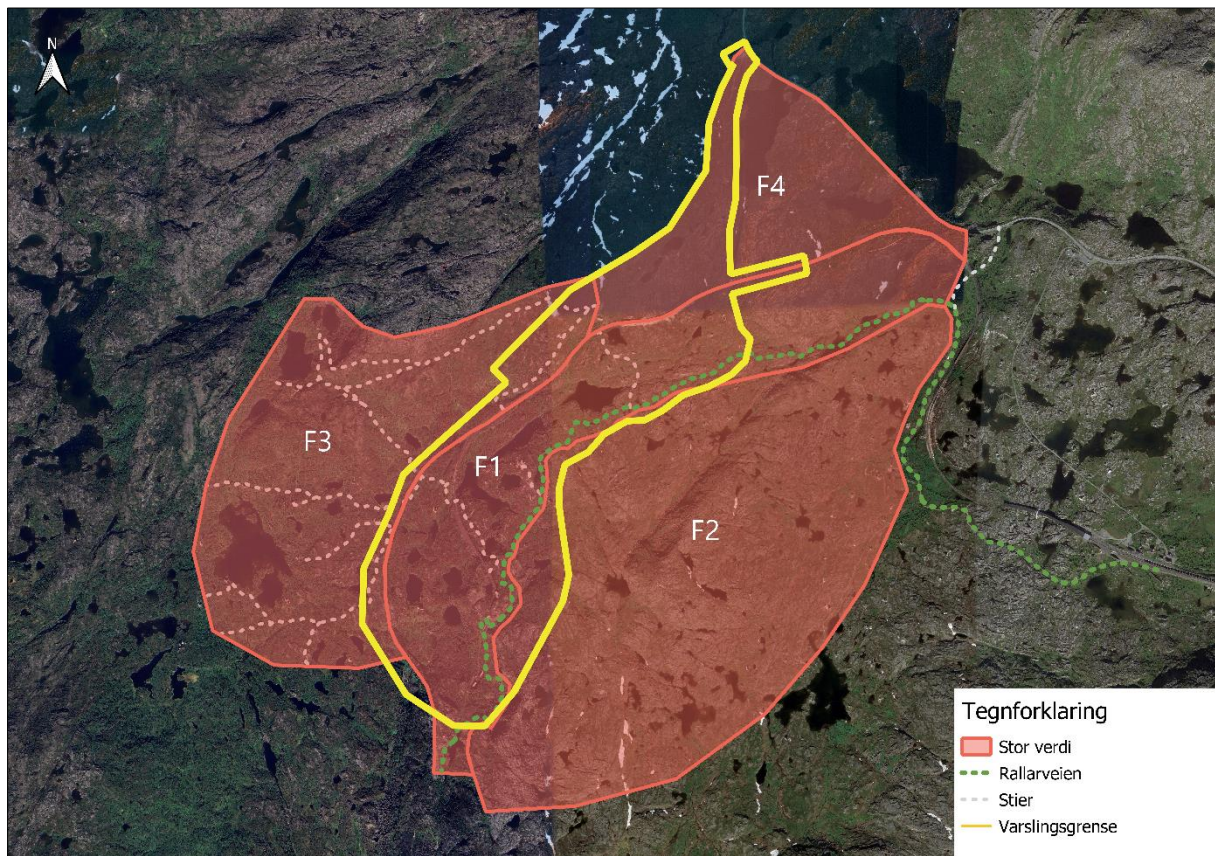 N
F4
F3
F1
F2
Tegnforklaring
Stor verdi
Rallarveien
Stier
Varslingsgrense